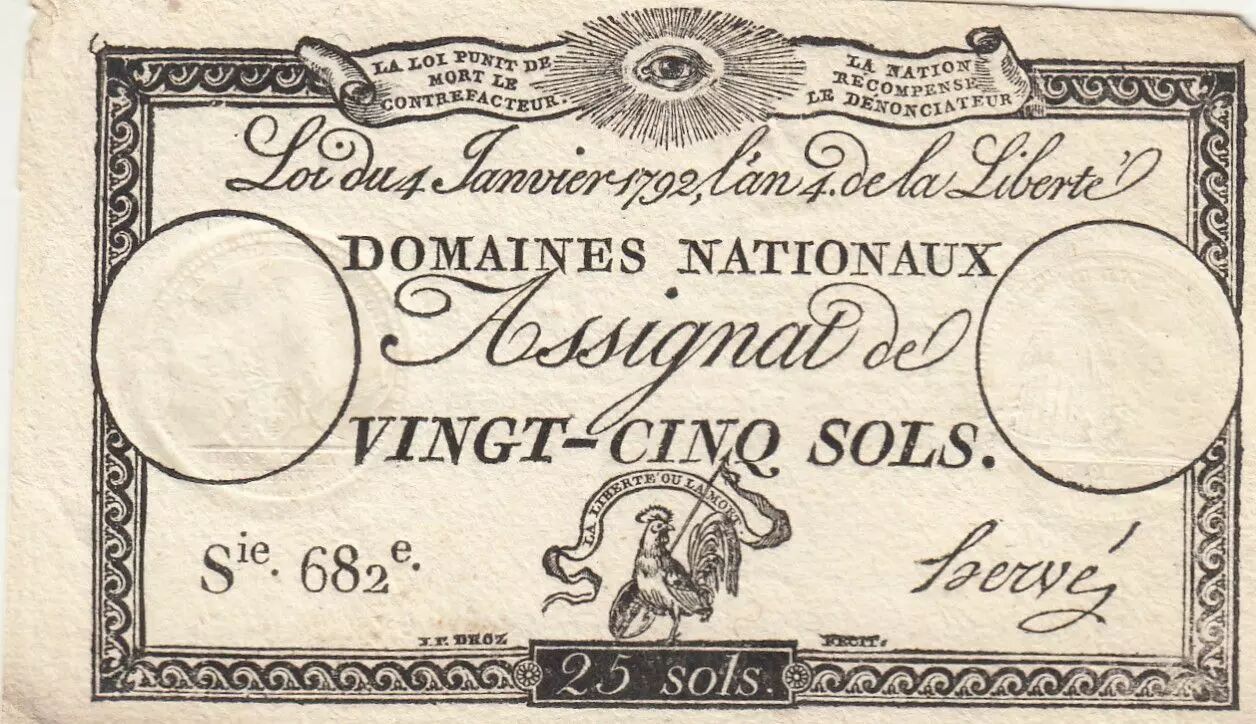 LA LOI PUNIT DE
MORT LE
CONTREFACTEUR.
LA NATION
RECOMPENSE
LE DENONCIATEUR
Loi du 4 Janvier 1792, l'an 4. de la Liberté
DOMAINES NATIONAUX
Assignat de
VINGT-CINQ SOLS.
LA LIBERTÉ OU LA MORT.
Sie. 682e.
Hervé
J.P. DROZ
FECIT.
25 sols.